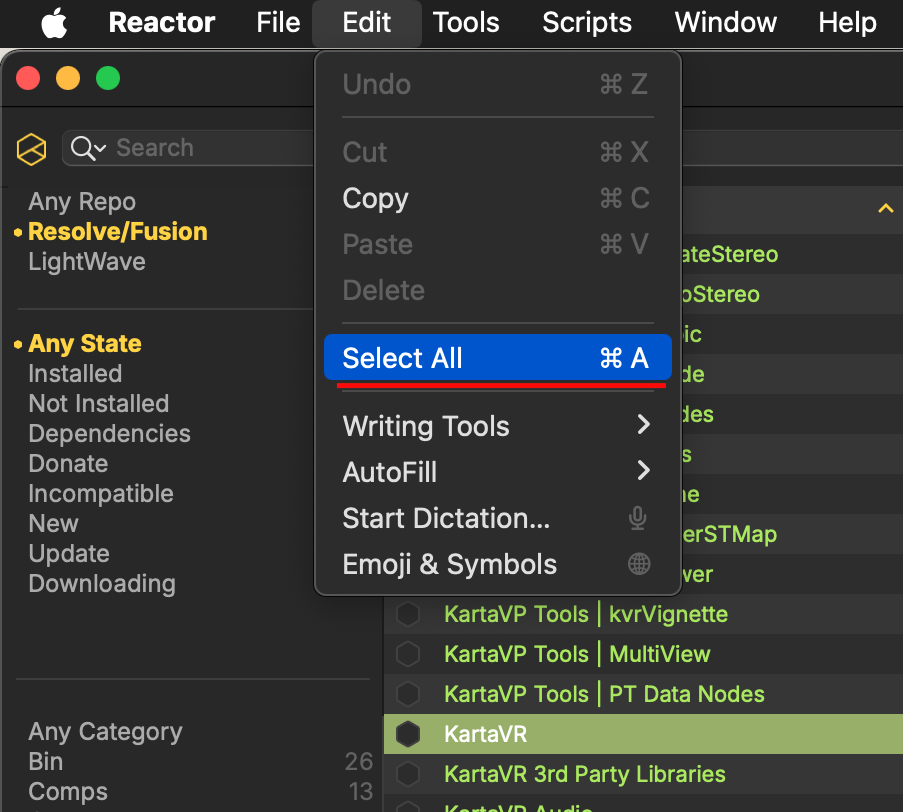 Reactor File Edit Tools Scripts Window Help
Undo ⌘ Z
Search
Cut ⌘ X
Any Repo
Copy ⌘ C
Resolve/Fusion
Paste ⌘ V
LightWave
ateStereo
Delete
oStereo
ic
Any State
Select All ⌘ A
Installed
de
Not Installed
des
Dependencies
Writing Tools
s
Donate
AutoFill
Incompatible
ne
New
Start Dictation...
erSTMap
Update
Emoji & Symbols
wer
Downloading
KartaVP Tools | kvrVignette
KartaVP Tools | MultiView
KartaVP Tools | PT Data Nodes
Any Category
KartaVR
Bin 26
KartaVR 3rd Party Libraries
Comps 13
KartaVR Audio